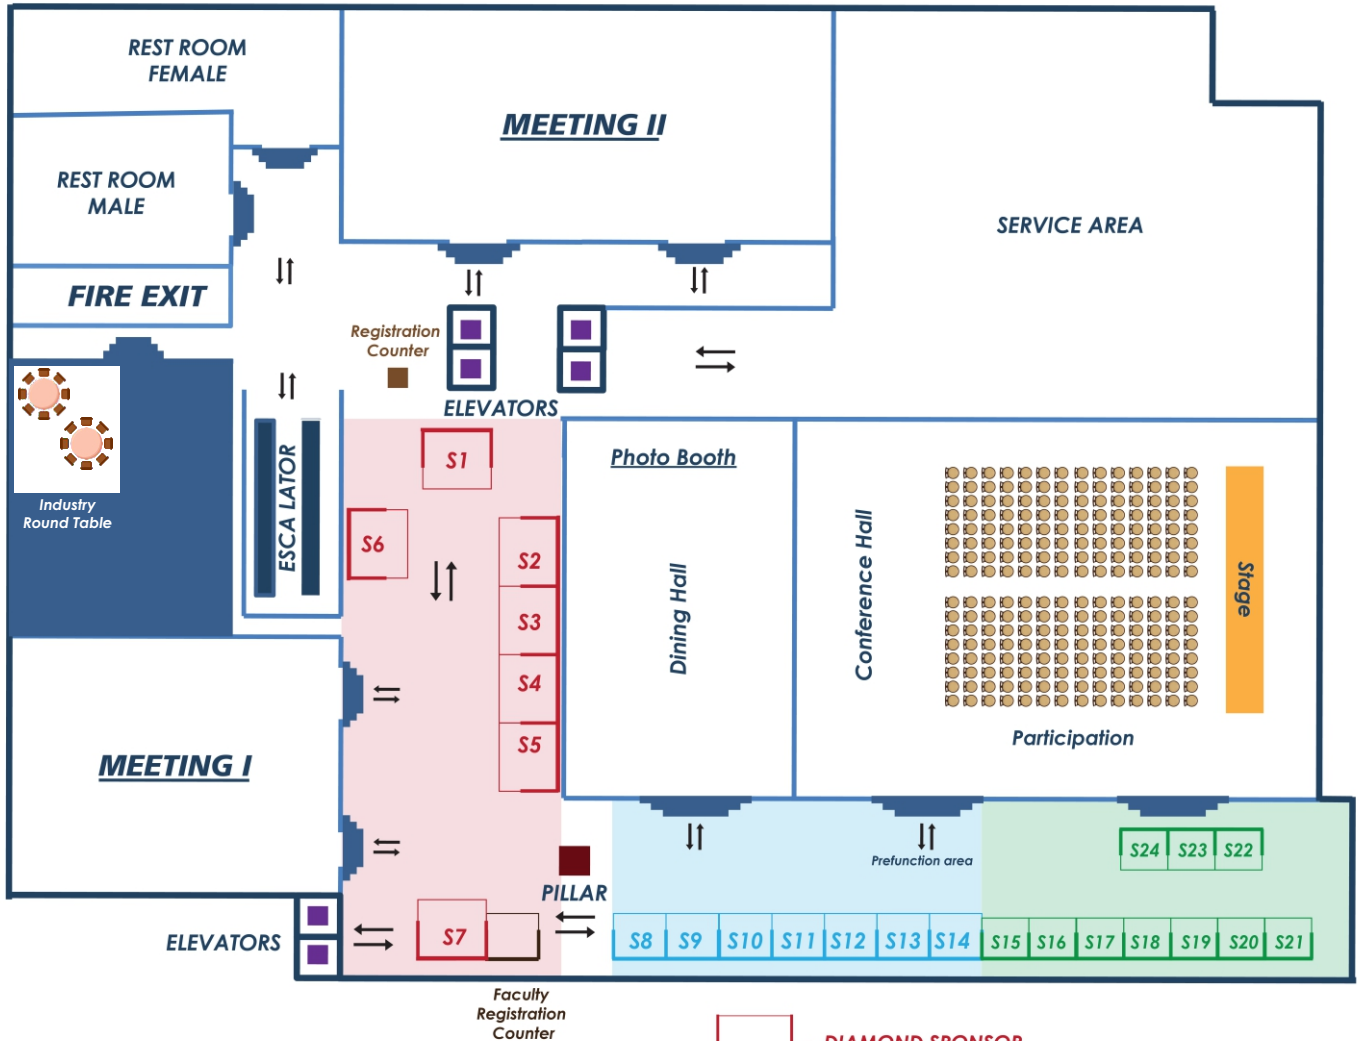 REST ROOM
FEMALE
MEETING II
REST ROOM
MALE
SERVICE AREA
FIRE EXIT
Registration
Counter
ELEVATORS
Industry
Round Table
ESCA LATOR
S1
S6
S2
S3
S4
S5
Photo Booth
Dining Hall
Conference Hall
Stage
Participation
MEETING I
PILLAR
Prefunction area
S24 S23 S22
ELEVATORS
S7
S8 S9 S10 S11 S12 S13 S14 S15 S16 S17 S18 S19 S20 S21
Faculty
Registration
Counter
DIAMOND SPONSOR